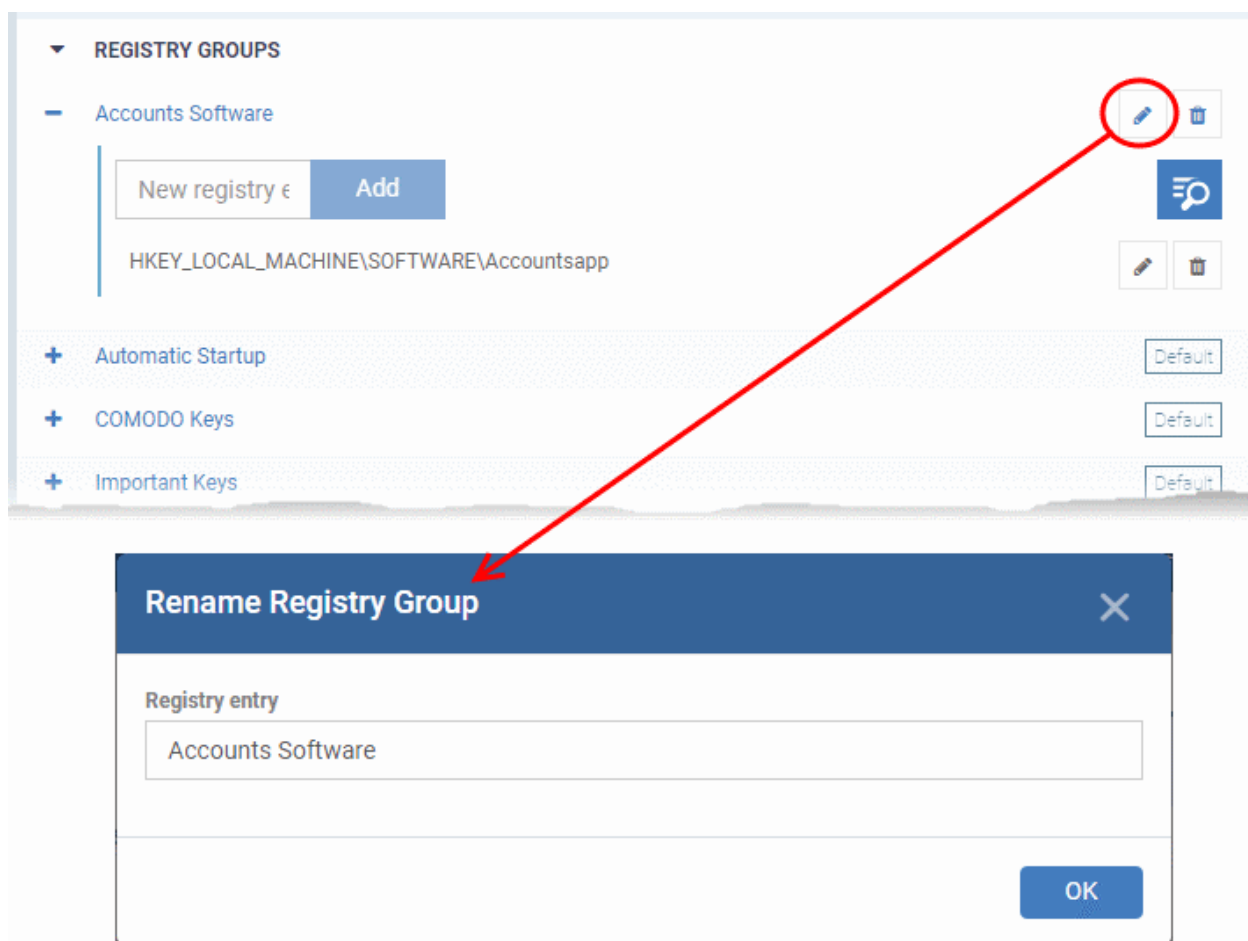 REGISTRY GROUPS
Accounts Software
New registry e Add
HKEY_LOCAL_MACHINE\SOFTWARE\Accountsapp
Automatic Startup Default
COMODO Keys Default
Important Keys Default
Rename Registry Group
Registry entry
Accounts Software
OK